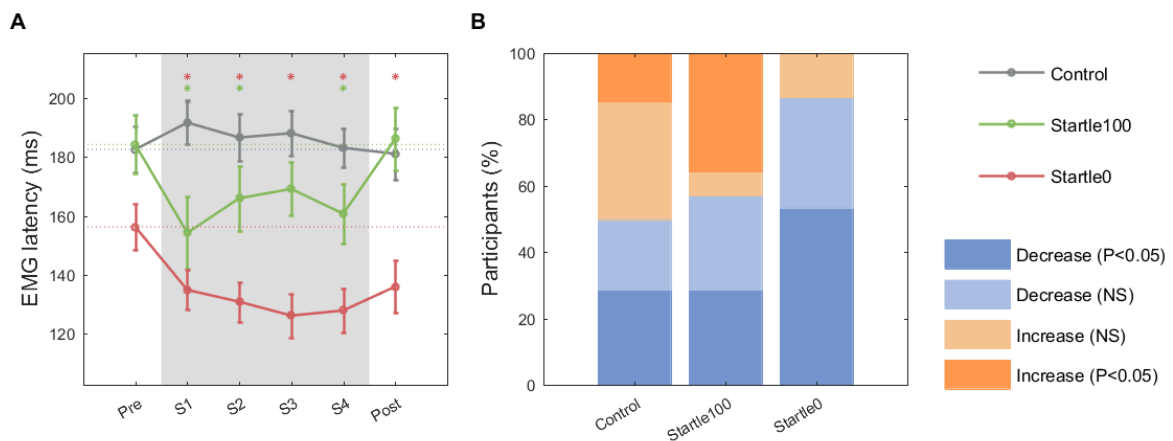 A
EMG latency (ms)
200
180
160
140
120
* * * * *
* * *
Pre
S1
S2
S3
S4
Post
B
Participants (%)
100
80
60
40
20
0
Control
Startle100
Startle0
Control
Startle100
Startle0
Decrease (P<0.05)
Decrease (NS)
Increase (NS)
Increase (P<0.05)